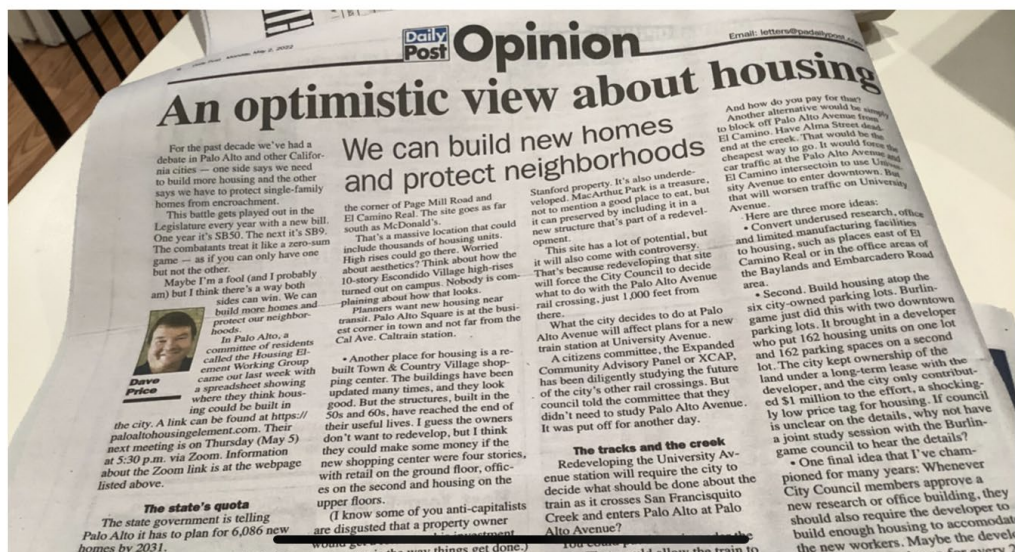 Monday, May 2, 2022
Daily
Post
Opinion
Email: letters@padailypost.com
An optimistic view about housing
We can build new homes
and protect neighborhoods
For the past decade we've had a
debate in Palo Alto and other Califor-
nia cities — one side says we need
to build more housing and the other
says we have to protect single-family
homes from encroachment.
This battle gets played out in the
Legislature every year with a new bill.
One year it's SB50. The next it's SB9.
The combatants treat it like a zero-sum
game — as if you can only have one
but not the other.
Maybe I'm a fool (and I probably
am) but I think there's a way both
sides can win. We can
build more homes and
protect our neighbor-
hoods.
In Palo Alto, a
committee of residents
called the Housing El-
ement Working Group
came our last week with
a spreadsheet showing
where they think hous-
ing could be built in
Dave
Price
the city. A link can be found at https://
paloaltohousingelement.com. Their
next meeting is on Thursday (May 5)
at 5:30 p.m. via Zoom. Information
about the Zoom link is at the webpage
listed above.
The state's quota
The state government is telling
Palo Alto it has to plan for 6,086 new
homes by 2031.
the corner of Page Mill Road and
El Camino Real. The site goes as far
south as McDonald's.
That's a massive location that could
include thousands of housing units.
High rises could go there. Worried
about aesthetics? Think about how the
10-story Escondido Village high-rises
turned out on campus. Nobody is com-
plaining about how that looks.
Planners want new housing near
transit. Palo Alto Square is at the busi-
est corner in town and not far from the
Cal Ave. Caltrain station.
• Another place for housing is a re-
built Town & Country Village shop-
ping center. The buildings have been
updated many times, and they look
good. But the structures, built in the
50s and 60s, have reached the end of
their useful lives. I guess the owners
don't want to redevelop, but I think
they could make some money if the
new shopping center were four stories,
with retail on the ground floor, offic-
es on the second and housing on the
upper floors.
(I know some of you anti-capitalists
are disgusted that a property owner
way things get done.)
Stanford property. It's also underde-
veloped. MacArthur Park is a treasure,
not to mention a good place to eat, but
it can preserved by including it in a
new structure that's part of a redevel-
opment.
This site has a lot of potential, but
it will also come with controversy.
That's because redeveloping that site
will force the City Council to decide
what to do with the Palo Alto Avenue
rail crossing, just 1,000 feet from
there.
What the city decides to do at Palo
Alto Avenue will affect plans for a new
train station at University Avenue.
A citizens committee, the Expanded
Community Advisory Panel or XCAP,
has been diligently studying the future
of the city's other rail crossings. But
council told the committee that they
didn't need to study Palo Alto Avenue.
It was put off for another day.
The tracks and the creek
Redeveloping the University Av-
enue station will require the city to
decide what should be done about the
train as it crosses San Francisquito
Creek and enters Palo Alto at Palo
Alto Avenue?
And how do you pay for that?
Another alternative would be simply
to block off Palo Alto Avenue from
El Camino. Have Alma Street dead-
end at the creek. That would be the
cheapest way to go. It would force the
car traffic at the Palo Alto Avenue and
El Camino intersectoin to use Univer-
sity Avenue to enter downtown. But
that will worsen traffic on University
Avenue.
Here are three more ideas:
• Convert underused research, office
and limited manufacturing facilities
to housing, such as places east of El
Camino Real or in the office areas of
the Baylands and Embarcadero Road
area.
• Second. Build housing atop the
six city-owned parking lots. Burlin-
game just did this with two downtown
parking lots. It brought in a developer
who put 162 housing units on one lot
and 162 parking spaces on a second
lot. The city kept ownership of the
land under a long-term lease with the
developer, and the city only contribut-
ed $1 million to the effort, a shocking-
ly low price tag for housing. If council
is unclear on the details, why not have
a joint study session with the Burlin-
game council to hear the details?
• One final idea that I've cham-
pioned for many years: Whenever
City Council members approve a
new research or office building, they
should also require the developer to
build enough housing to accomodate
the new workers. Maybe the devel